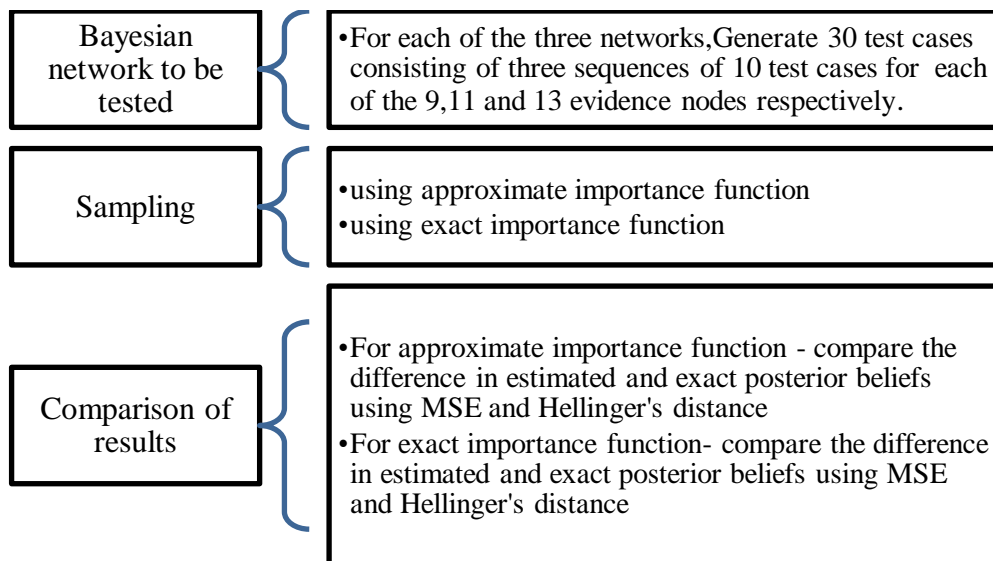 Bayesian
network to be
tested
•For each of the three networks,Generate 30 test cases
consisting of three sequences of 10 test cases for each
of the 9,11 and 13 evidence nodes respectively.
Sampling
•using approximate importance function
•using exact importance function
Comparison of
results
•For approximate importance function - compare the
difference in estimated and exact posterior beliefs
using MSE and Hellinger's distance
•For exact importance function- compare the difference
in estimated and exact posterior beliefs using MSE
and Hellinger's distance